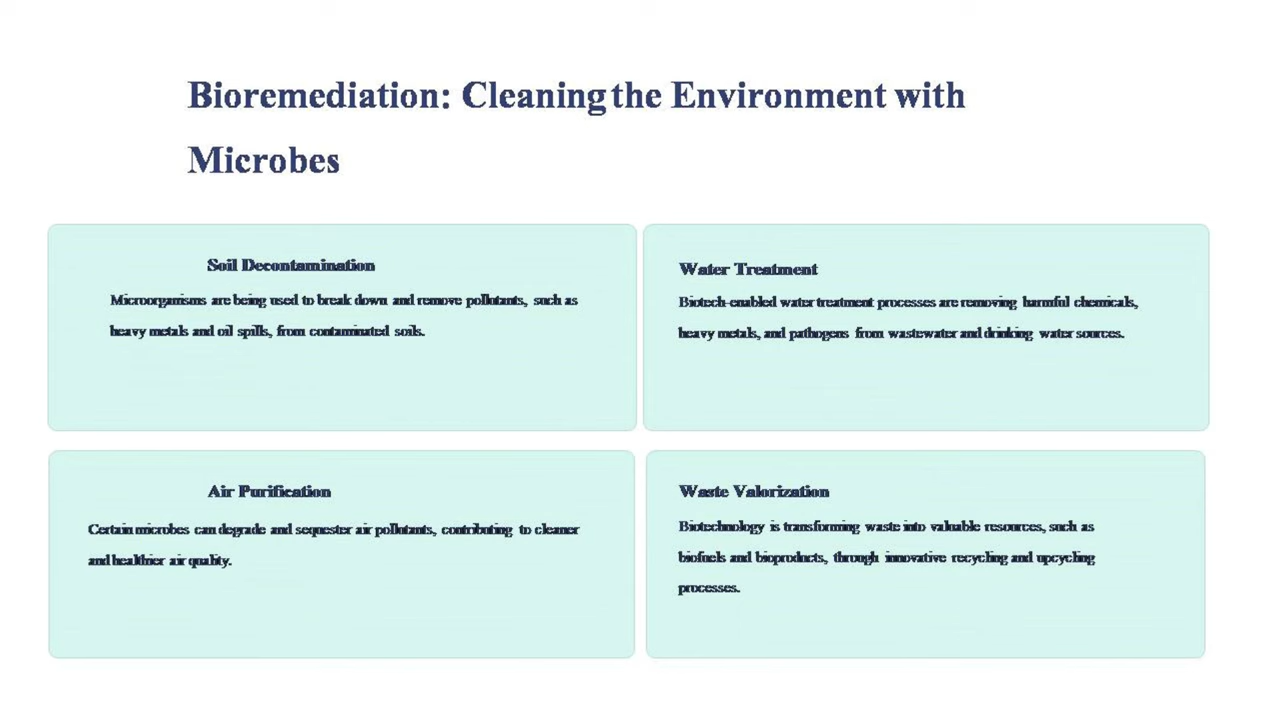 Bioremediation: Cleaning the Environment with
Microbes
Soil Decontamination
Microorganisms are being used to break down and remove pollutants, such as
heavy metals and oil spills, from contaminated soils.
Water Treatment
Biotech-enabled water treatment processes are removing harmful chemicals,
heavy metals, and pathogens from wastewater and drinking water sources.
Air Purification
Certain microbes can degrade and sequester air pollutants, contributing to cleaner
and healthier air quality.
Waste Valorization
Biotechnology is transforming waste into valuable resources, such as
biofuels and bioproducts, through innovative recycling and upcycling
processes.